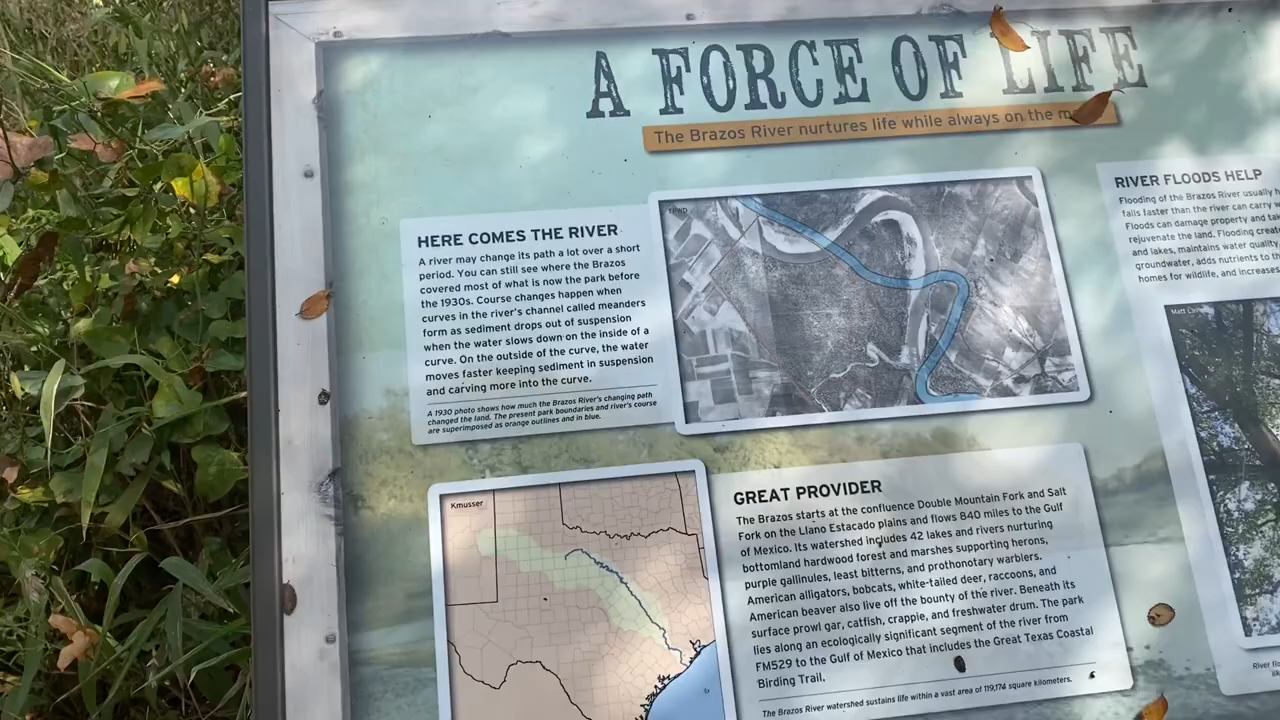 A FORCE OF LIFE
The Brazos River nurtures life while always on the
HERE COMES THE RIVER
A river may change its path a lot over a short
period. You can still see where the Brazos
covered most of what is now the park before
the 1930s. Course changes happen when
curves in the river's channel called meanders
form as sediment drops out of suspension
when the water slows down on the inside of a
curve. On the outside of the curve, the water
moves faster keeping sediment in suspension
and carving more into the curve.
A 1930 photo shows how much the Brazos River's changing path
changed the land. The present park boundaries and river's course
are superimposed as orange outlines and in blue.
TPWD
RIVER FLOODS HELP
Flooding of the Brazos River usually
falls faster than the river can carry
Floods can damage property and
rejuvenate the land. Flooding
and lakes, maintains water quality
groundwater, adds nutrients to
homes for wildlife, and increases
Matt
Kmusser
GREAT PROVIDER
The Brazos starts at the confluence Double Mountain Fork and Salt
Fork on the Llano Estacado plains and flows 840 miles to the Gulf
of Mexico. Its watershed includes 42 lakes and rivers nurturing
bottomland hardwood forest and marshes supporting herons,
purple gallinules, least bitterns, and prothonotary warblers.
American alligators, bobcats, white-tailed deer, raccoons, and
American beaver also live off the bounty of the river. Beneath its
surface prowl gar, catfish, crappie, and freshwater drum. The park
lies along an ecologically significant segment of the river from
FM529 to the Gulf of Mexico that includes the Great Texas Coastal
Birding Trail.
The Brazos River watershed sustains life within a vast area of 119,174 square kilometers.
River